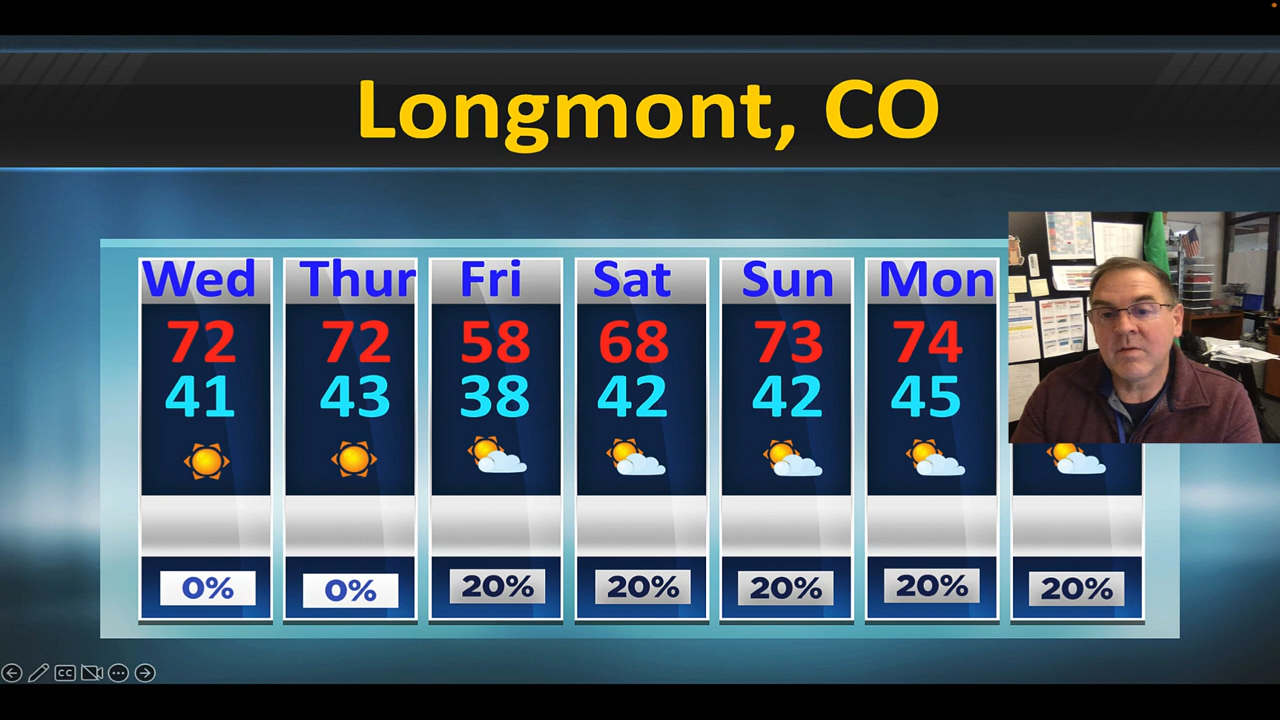 Longmont, CO
Wed Thur Fri Sat Sun Mon
72 72 58 68 73 74
41 43 38 42 42 45
0% 0% 20% 20% 20% 20% 20%
CC